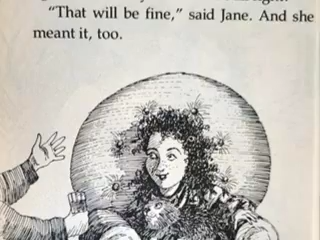 "That will be fine," said Jane. And she
meant it, too.